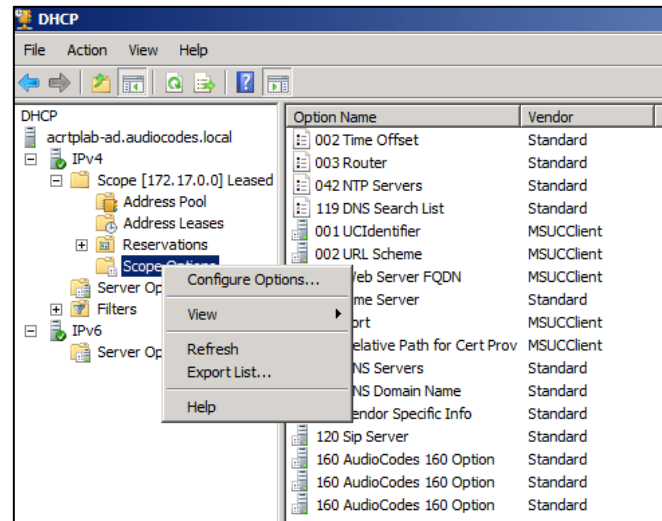 DHCP
File Action View Help
DHCP
acrtplab-ad.audiocodes.local
IPv4
Scope [172.17.0.0] Leased
Address Pool
Address Leases
Reservations
Scope Options
Server Op
Filters
IPv6
Server Op
Configure Options...
View
Refresh
Export List...
Help
Option Name Vendor
002 Time Offset Standard
003 Router Standard
042 NTP Servers Standard
119 DNS Search List Standard
001 UCIdentifier MSUCClient
002 URL Scheme MSUCClient
eb Server FQDN MSUCClient
me Server Standard
ort MSUCClient
elative Path for Cert Prov MSUCClient
NS Servers Standard
NS Domain Name Standard
endor Specific Info Standard
120 Sip Server Standard
160 AudioCodes 160 Option Standard
160 AudioCodes 160 Option Standard
160 AudioCodes 160 Option Standard